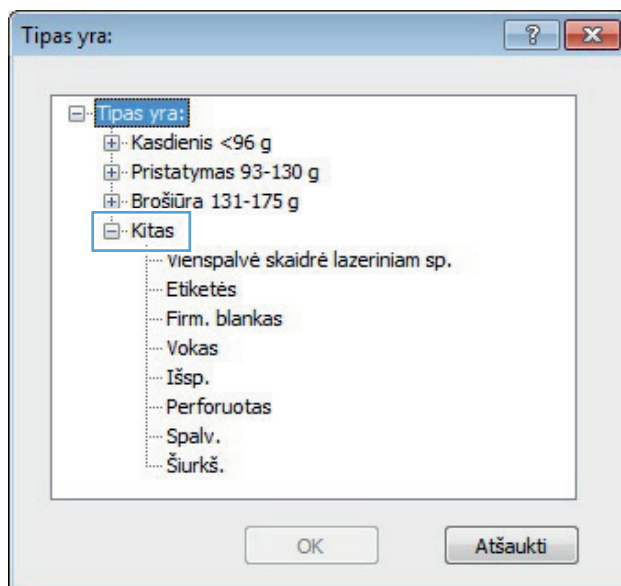 Tipas yra:
Tipas yra:
Kasdienis <96 g
Pristatymas 93-130 g
Brošiūra 131-175 g
Kitas
Vienspalvė skaidrė lazeriniam sp.
Etiketės
Firm. blankas
Vokas
Išsp.
Perforuotas
Spalv.
Šiurkš.
OK Atšaukti